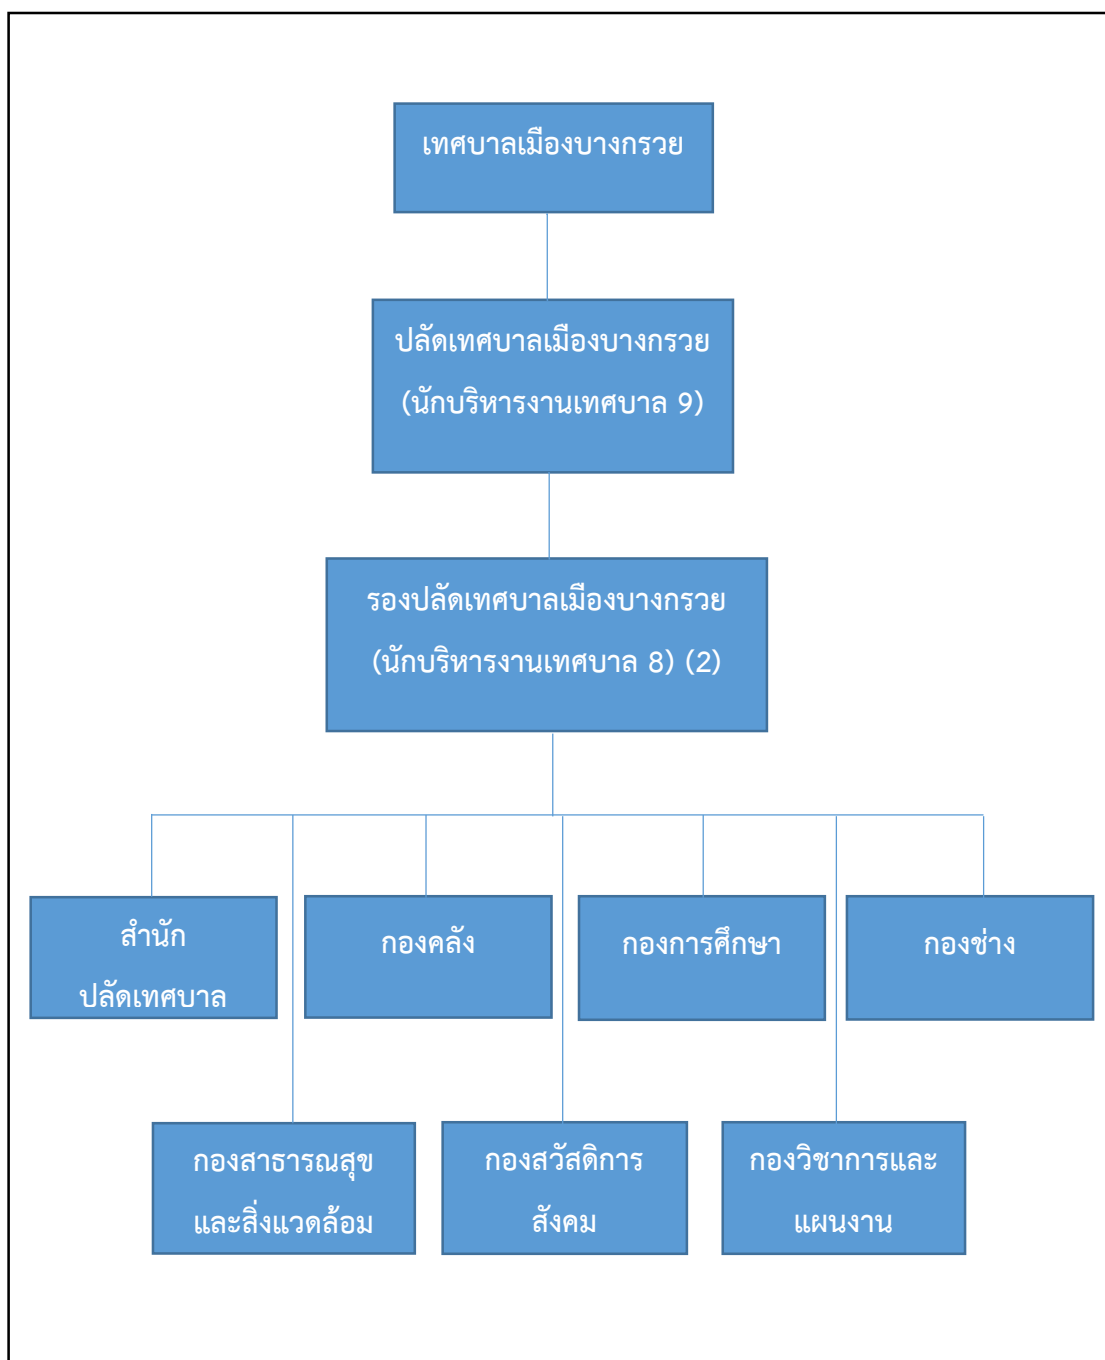 เทศบาลเมืองบางกรวย
ปลัดเทศบาลเมืองบางกรวย
(นักบริหารงานเทศบาล 9)
รองปลัดเทศบาลเมืองบางกรวย
(นักบริหารงานเทศบาล 8) (2)
สำนัก
ปลัดเทศบาล
กองคลัง
กองการศึกษา
กองช่าง
กองสาธารณสุข
และสิ่งแวดล้อม
กองสวัสดิการ
สังคม
กองวิชาการและ
แผนงาน